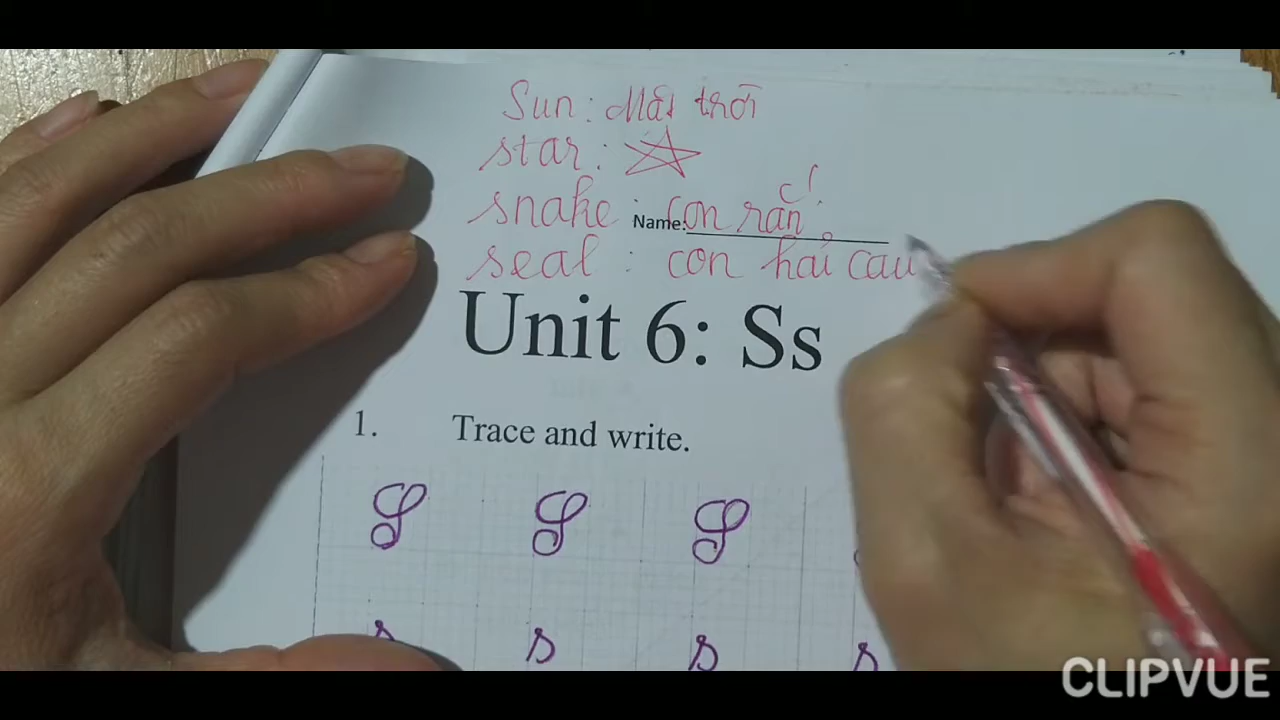 Sun: Mặt trời
star:
snake: con rắn
Name:
seal: con hải cẩu
Unit 6: Ss
1. Trace and write.
S S S
s s s s
CLIPVUE